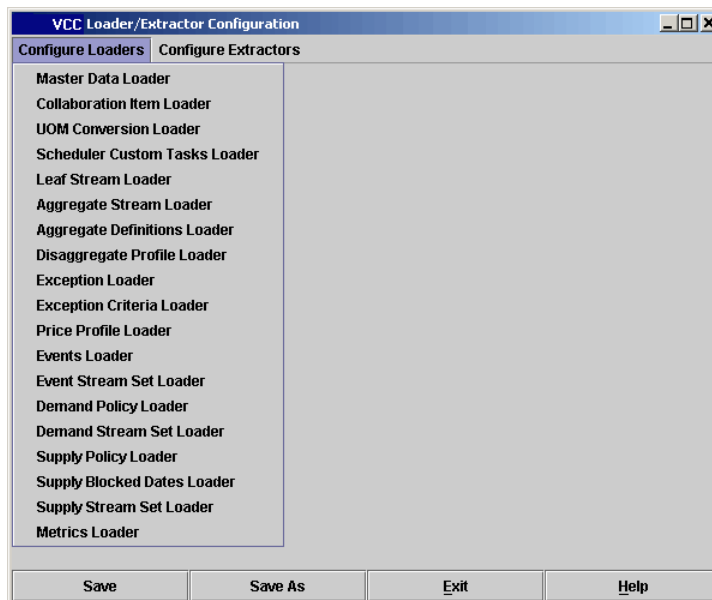 VCC Loader/Extractor Configuration
Configure Loaders Configure Extractors
Master Data Loader
Collaboration Item Loader
UOM Conversion Loader
Scheduler Custom Tasks Loader
Leaf Stream Loader
Aggregate Stream Loader
Aggregate Definitions Loader
Disaggregate Profile Loader
Exception Loader
Exception Criteria Loader
Price Profile Loader
Events Loader
Event Stream Set Loader
Demand Policy Loader
Demand Stream Set Loader
Supply Policy Loader
Supply Blocked Dates Loader
Supply Stream Set Loader
Metrics Loader
Save Save As Exit Help